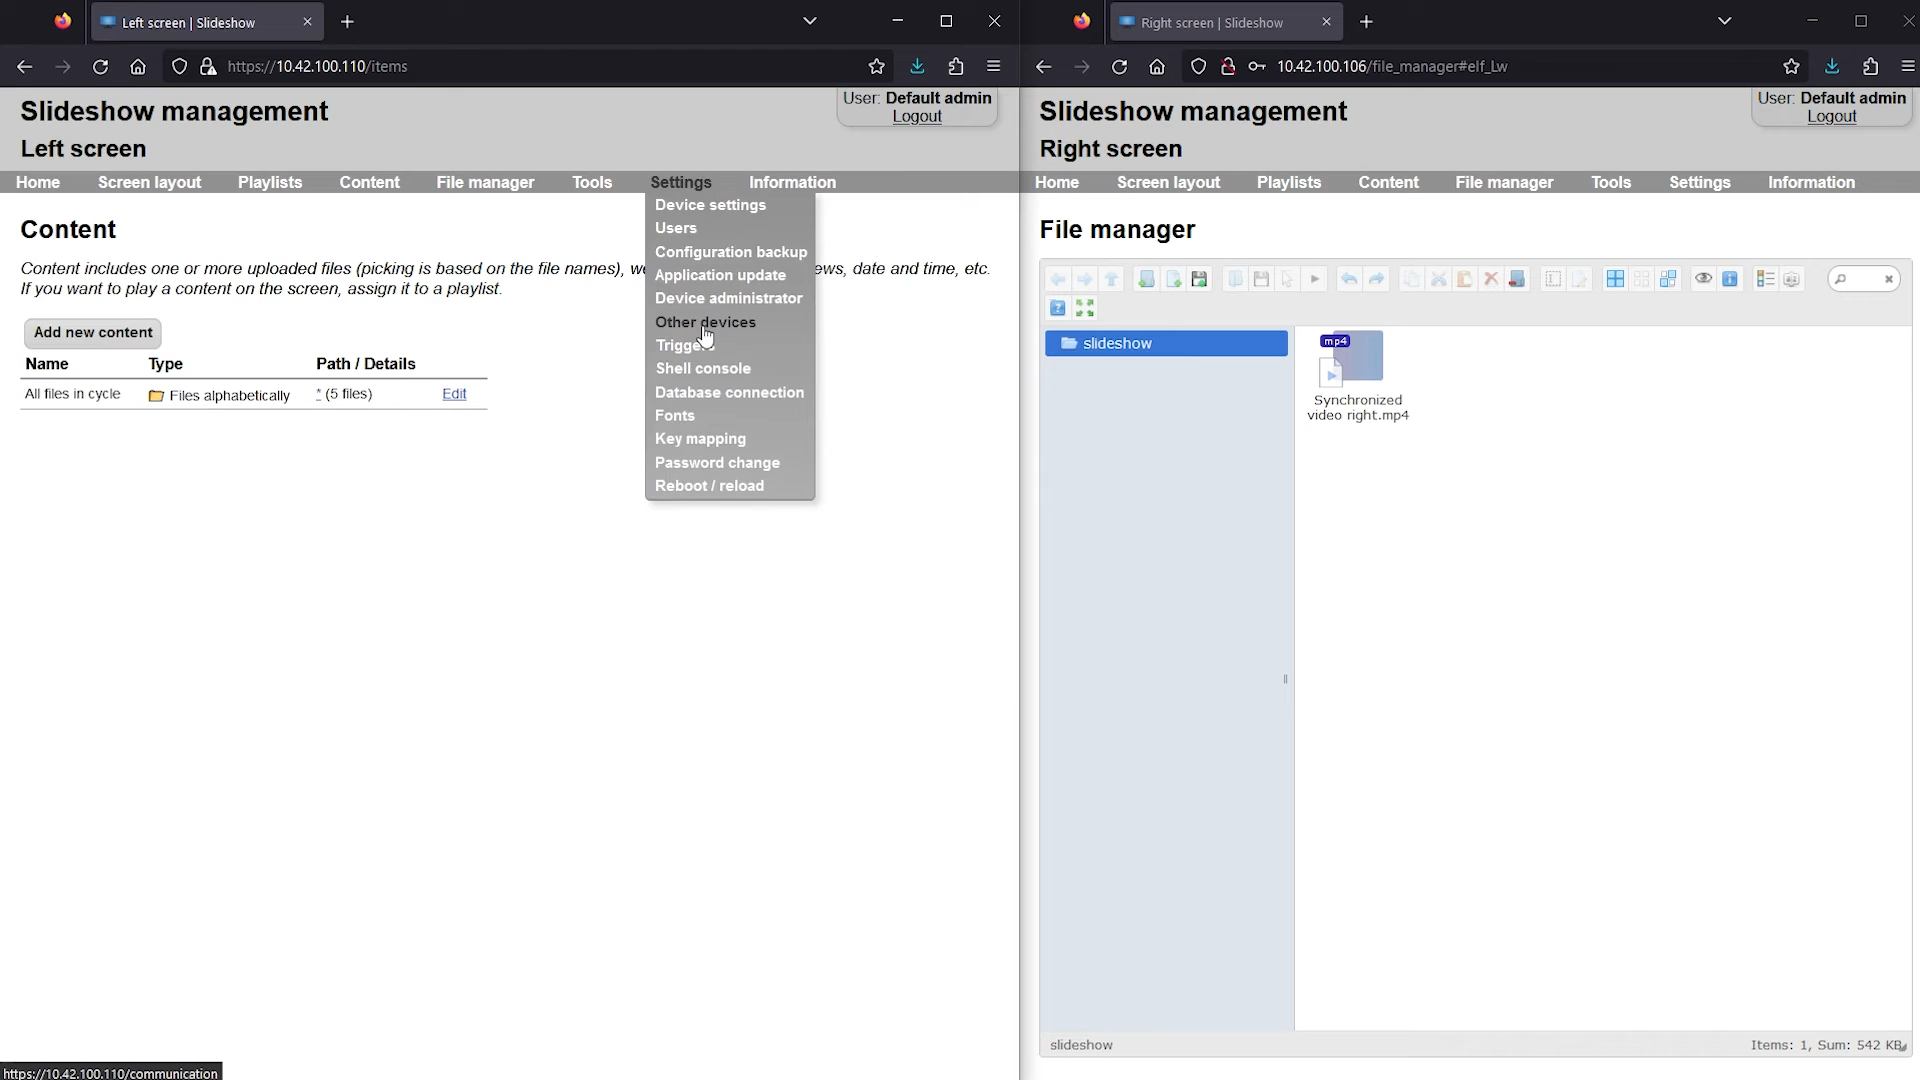 Left screen | Slideshow
https://10.42.100.110/items
Slideshow management
User: Default admin
Logout
Left screen
Home Screen layout Playlists Content File manager Tools Settings Information
Device settings
Users
Configuration backup
Application update
Device administrator
Other devices
Shell console
Database connection
Fonts
Key mapping
Password change
Reboot / reload
Content
Content includes one or more uploaded files (picking is based on the file names), ews, date and time, etc.
If you want to play a content on the screen, assign it to a playlist.
Add new content
Name Type Path / Details
All files in cycle Files alphabetically * (5 files) Edit
https://10.42.100.110/communication
Right screen | Slideshow
10.42.100.106/file_manager#elf_Lw
Slideshow management
User: Default admin
Logout
Right screen
Home Screen layout Playlists Content File manager Tools Settings Information
File manager
slideshow
mp4
Synchronized
video right.mp4
slideshow
Items: 1, Sum: 542 KB